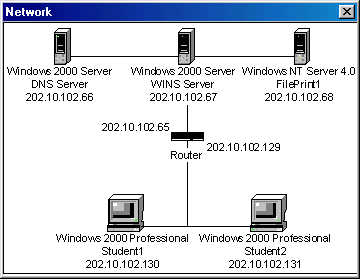 Network
Windows 2000 Server
DNS Server
202.10.102.66
Windows 2000 Server
WINS Server
202.10.102.67
Windows NT Server 4.0
FilePrint1
202.10.102.68
202.10.102.65
202.10.102.129
Router
Windows 2000 Professional
Student1
202.10.102.130
Windows 2000 Professional
Student2
202.10.102.131